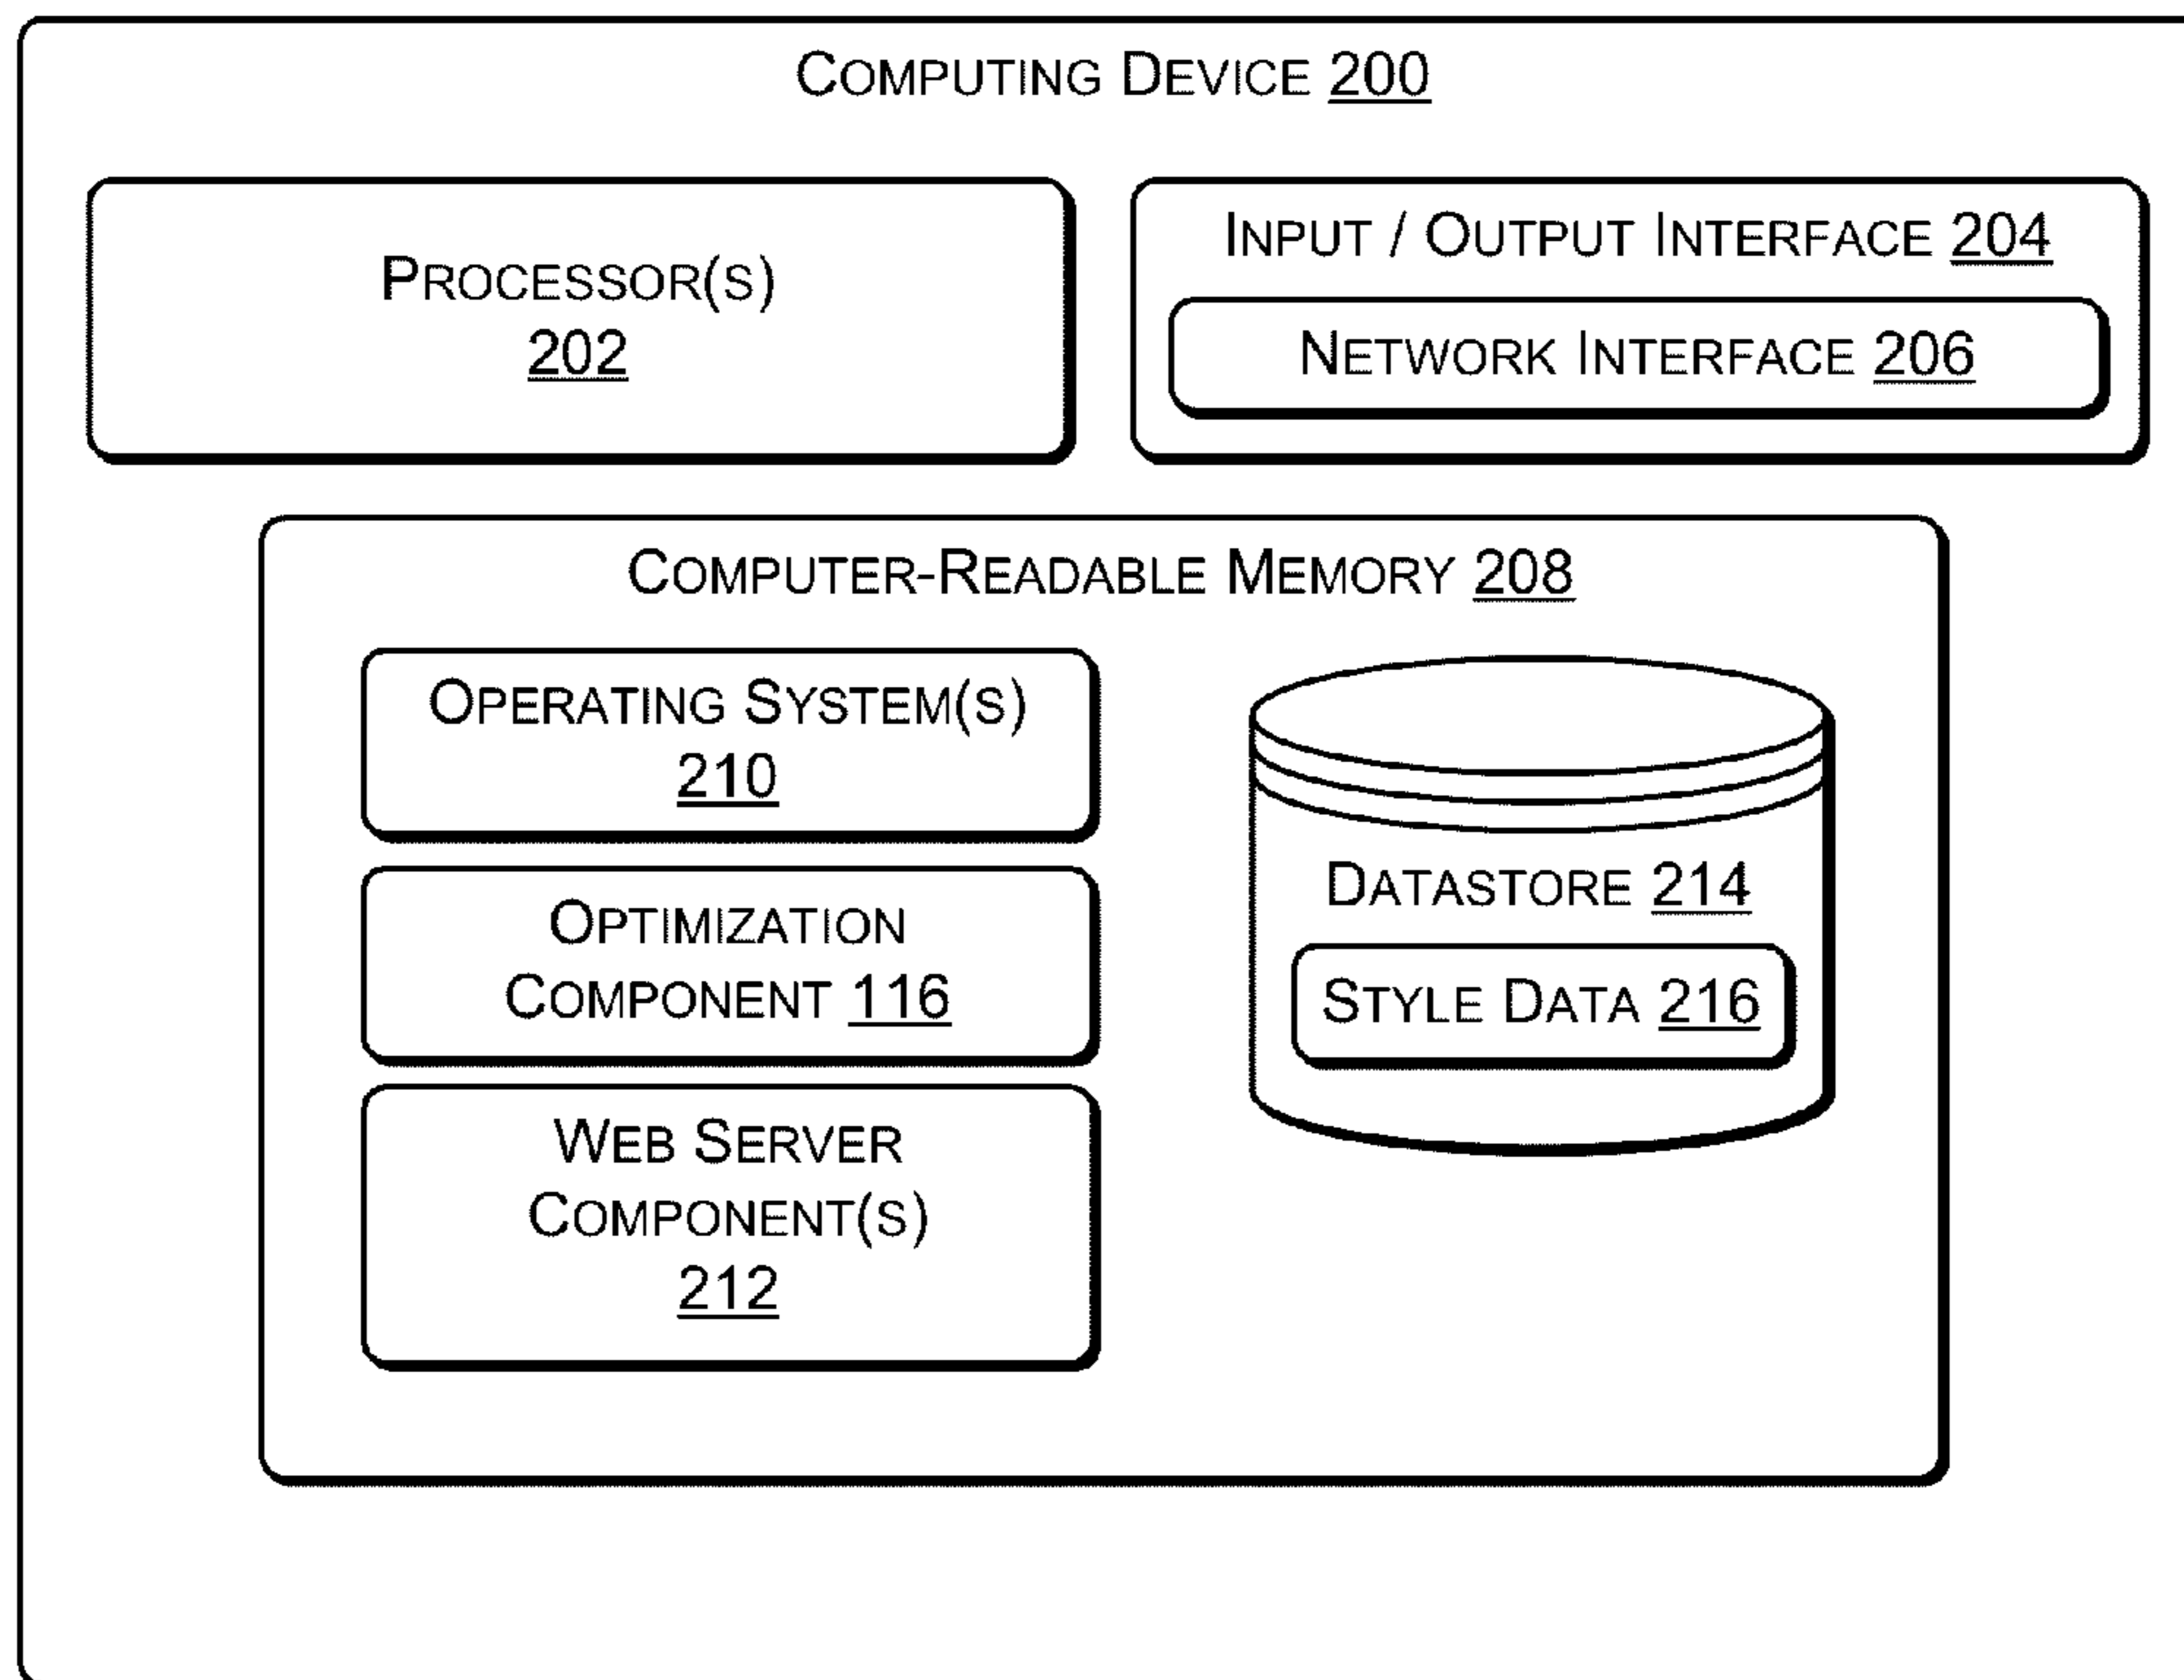 COMPUTING DEVICE 200
PROCESSOR(S)
202
INPUT / OUTPUT INTERFACE 204
NETWORK INTERFACE 206
COMPUTER-READABLE MEMORY 208
OPERATING SYSTEM(S)
210
OPTIMIZATION
COMPONENT 116
WEB SERVER
COMPONENT(S)
212
DATASTORE 214
STYLE DATA 216